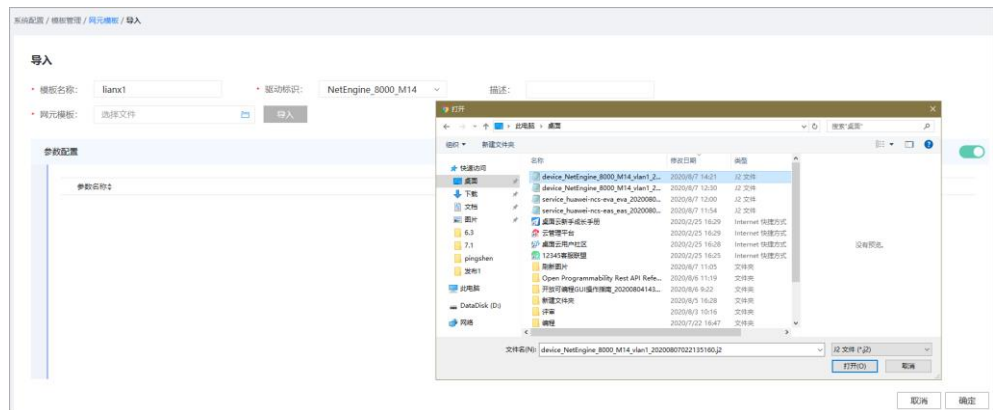 系统配置 / 模板管理 / 网元模板 / 导入
导入
* 模板名称: lianx1 * 驱动标识: NetEngine_8000_M14 描述:
* 网元模板: 选择文件 导入
参数配置
参数名称
打开
此电脑 › 桌面
搜索"桌面"
组织 新建文件夹
名称 修改日期 类型
快速访问
桌面
下载
文档
图片
6.3
7.1
pingshen
发布1
此电脑
DataDisk (D:)
网络
device_NetEngine_8000_M14_vlan1_2... 2020/8/7 14:21 J2 文件
device_NetEngine_8000_M14_vlan1_2... 2020/8/7 12:30 J2 文件
service_huawei-ncs-eva_eva_2020080... 2020/8/7 12:00 J2 文件
service_huawei-ncs-eas_eas_2020080... 2020/8/7 11:54 J2 文件
桌面云新手成长手册 2020/2/25 16:29 Internet 快捷方式
云管理平台 2020/2/25 16:29 Internet 快捷方式
桌面云用户社区 2020/2/25 16:28 Internet 快捷方式
12345客服联盟 2020/2/25 16:25 Internet 快捷方式
刷新图片 2020/8/7 11:05 文件夹
Open Programmability Rest API Refe... 2020/8/6 11:19 文件夹
开放可编程GUI操作指南_20200804143... 2020/8/6 9:22 文件夹
新建文件夹 2020/8/5 16:28 文件夹
评审 2020/8/3 10:16 文件夹
编程 2020/7/22 16:47 文件夹
没有预览。
文件名(N): device_NetEngine_8000_M14_vlan1_20200807022135160.j2 J2 文件 (*.j2)
打开(O) 取消
取消 确定